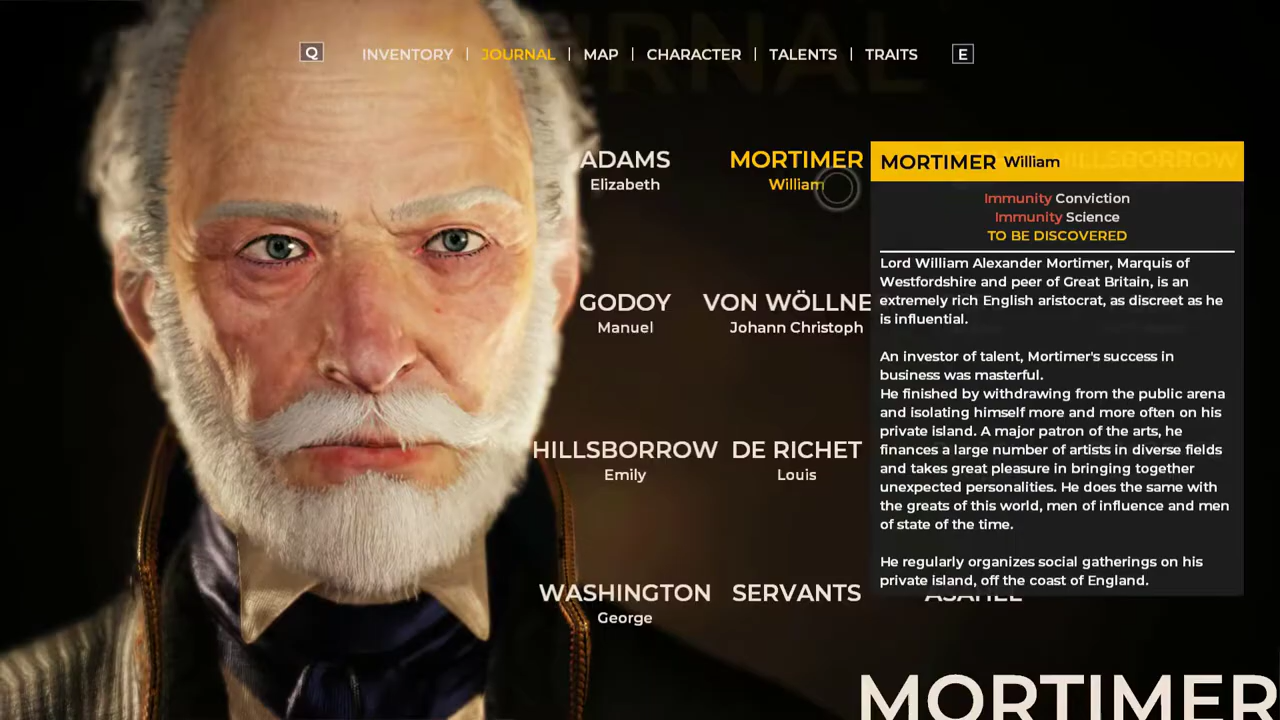 Q INVENTORY | JOURNAL | MAP | CHARACTER | TALENTS | TRAITS E
ADAMS
Elizabeth
MORTIMER
William
GODOY
Manuel
VON WÖLLNE
Johann Christoph
HILLSBORROW
Emily
DE RICHET
Louis
WASHINGTON
George
SERVANTS
MORTIMER William
HILLSBORROW
Immunity Conviction
Immunity Science
TO BE DISCOVERED
Lord William Alexander Mortimer, Marquis of
Westfordshire and peer of Great Britain, is an
extremely rich English aristocrat, as discreet as he
is influential.
An investor of talent, Mortimer's success in
business was masterful.
He finished by withdrawing from the public arena
and isolating himself more and more often on his
private island. A major patron of the arts, he
finances a large number of artists in diverse fields
and takes great pleasure in bringing together
unexpected personalities. He does the same with
the greats of this world, men of influence and men
of state of the time.
He regularly organizes social gatherings on his
private island, off the coast of England.
ASAHEL
MORTIMER